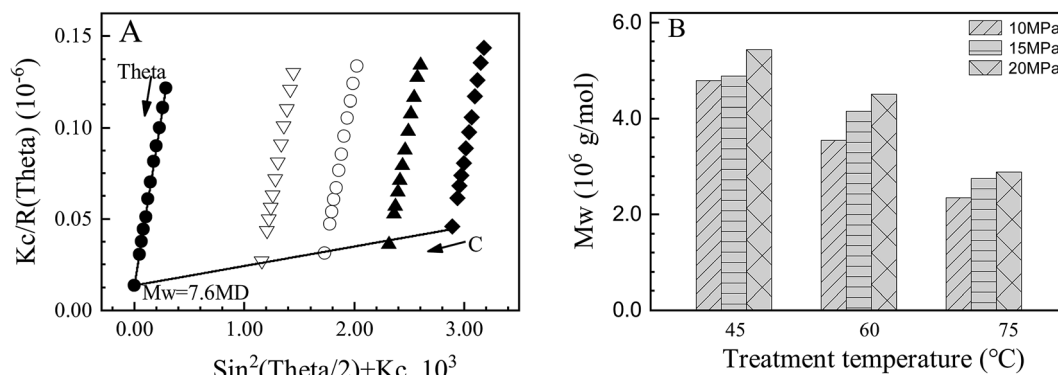 A
Kc/R(Theta) (10⁻⁶)
0.15
0.10
0.05
0.00
Theta
C
Mw=7.6MD
0.00
1.00
2.00
3.00
Sin²(Theta/2)+Kc 10³
B
Mw (10⁶ g/mol)
6.0
4.0
2.0
0.0
10MPa
15MPa
20MPa
45
60
75
Treatment temperature (°C)